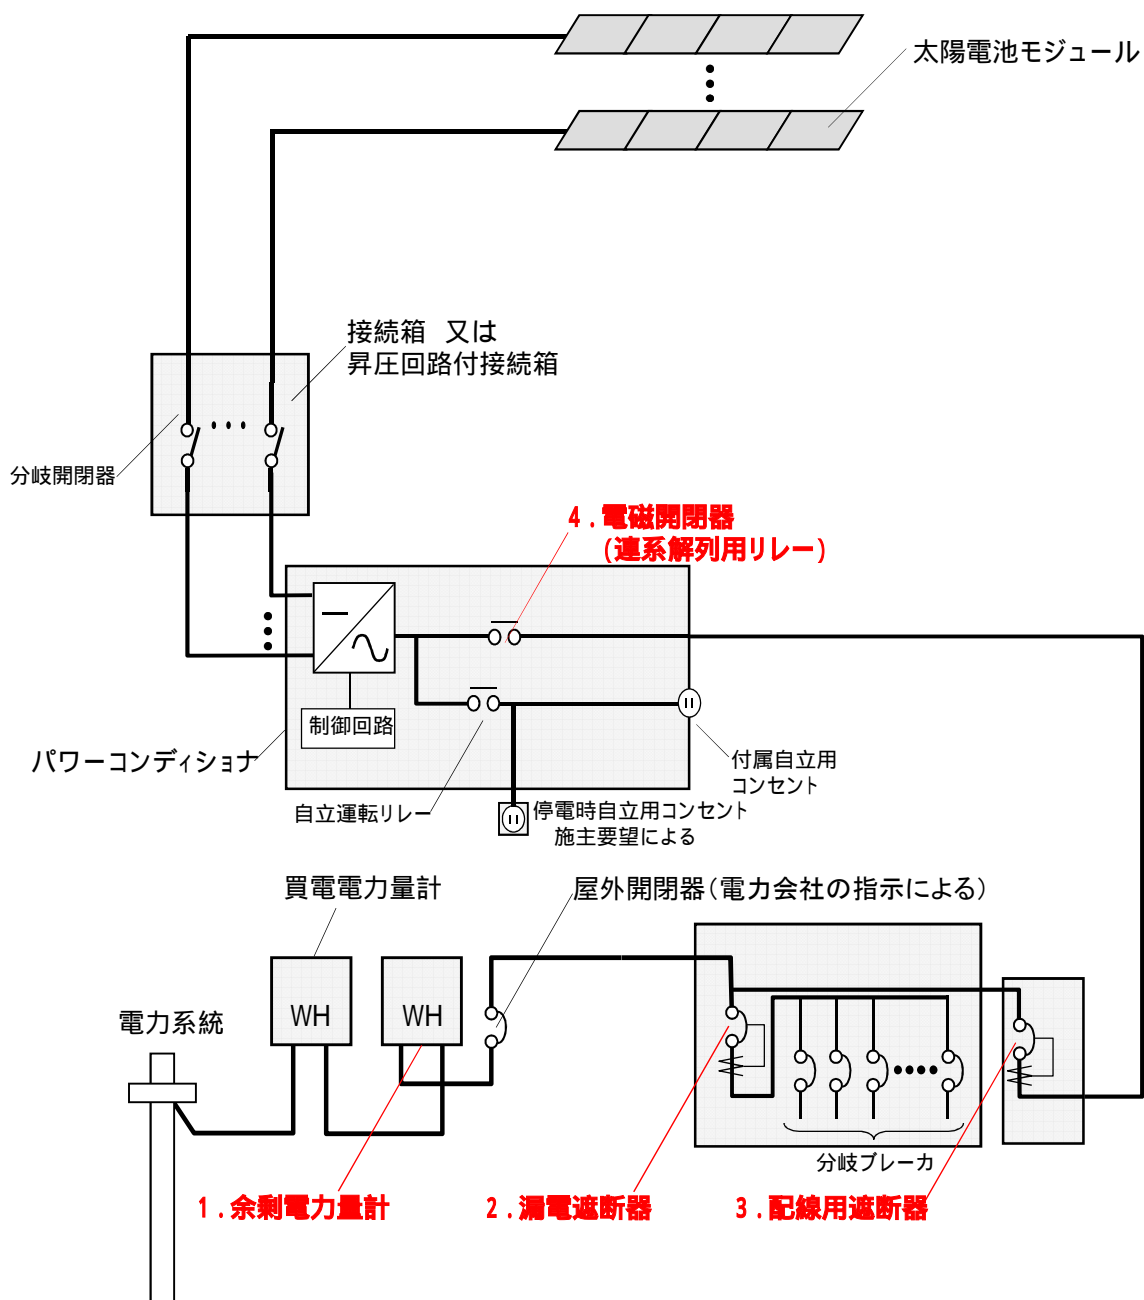 太陽電池モジュール
接続箱 又は
昇圧回路付接続箱
分岐開閉器
4.電磁開閉器
(連系解列用リレー)
制御回路
パワーコンディショナ
付属自立用
コンセント
自立運転リレー
停電時自立用コンセント
施主要望による
買電電力量計
屋外開閉器(電力会社の指示による)
電力系統
WH
WH
分岐ブレーカ
1.余剰電力量計
2.漏電遮断器
3.配線用遮断器